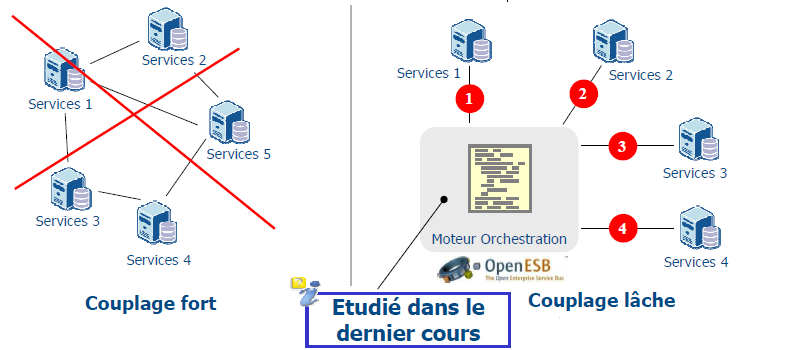 Services 2
Services 1
Services 5
Services 3
Services 4
Couplage fort
Services 1
Services 2
1
2
3
Services 3
4
Services 4
Moteur Orchestration
OpenESB™
The Open Enterprise Service Bus
Couplage lâche
Etudié dans le
dernier cours